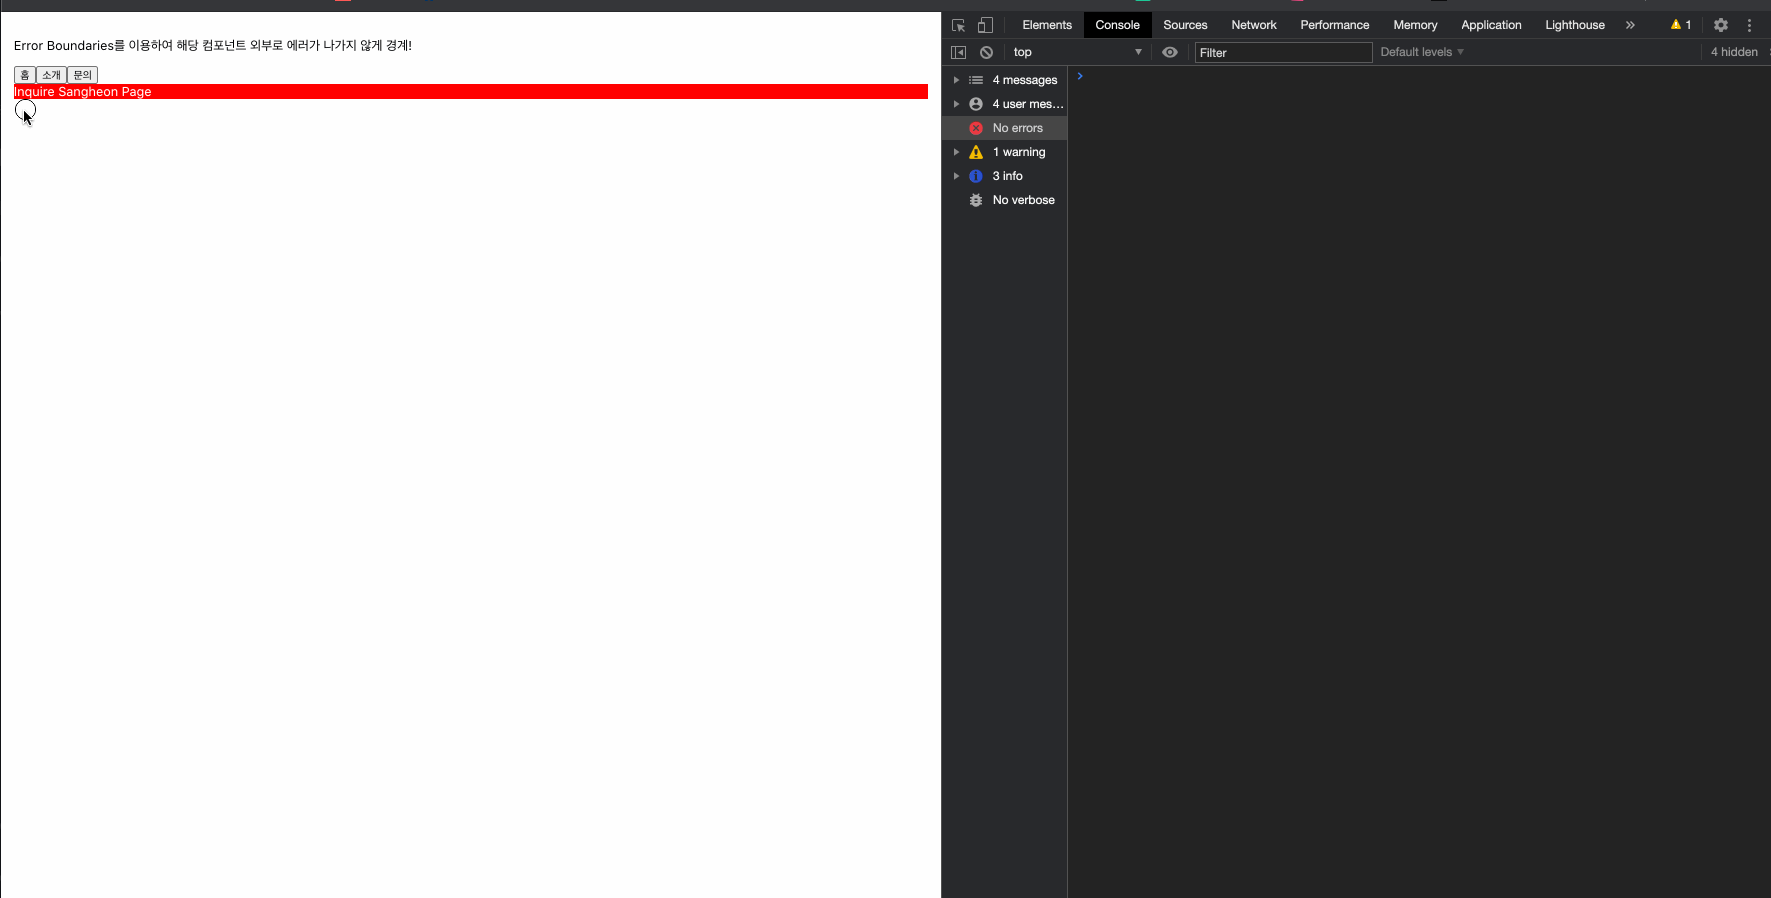 Error Boundaries를 이용하여 해당 컴포넌트 외부로 에러가 나가지 않게 경계!
홈 소개 문의
Inquire Sangheon Page
Elements Console Sources Network Performance Memory Application Lighthouse » 1
top Filter Default levels 4 hidden
4 messages
4 user mes...
No errors
1 warning
3 info
No verbose